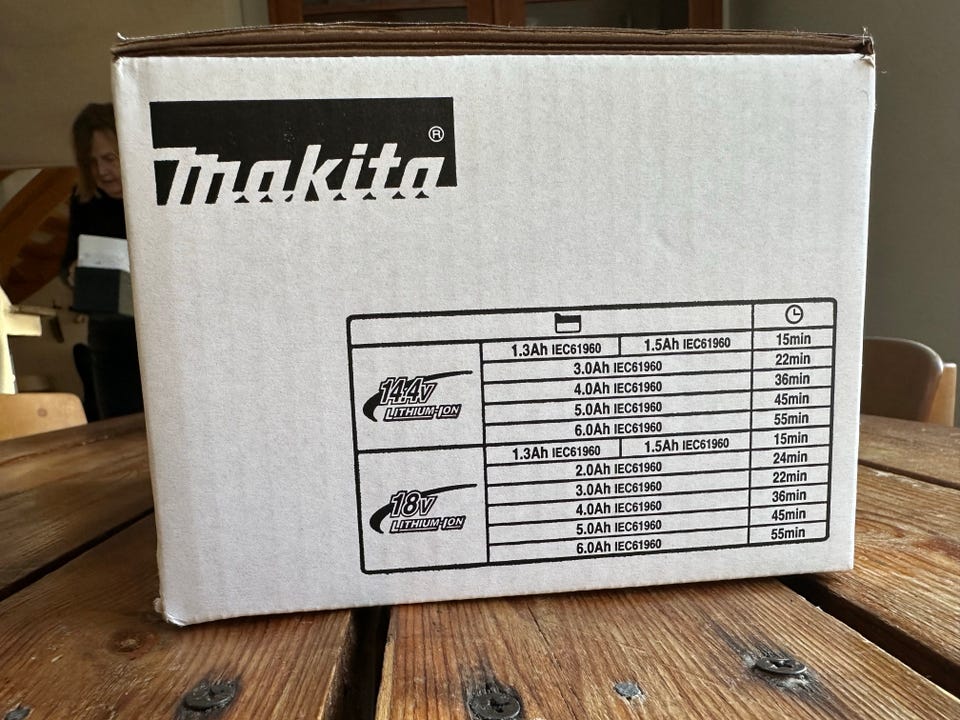 makita®
1.3Ah IEC61960 1.5Ah IEC61960 15min
3.0Ah IEC61960 22min
4.0Ah IEC61960 36min
5.0Ah IEC61960 45min
6.0Ah IEC61960 55min
14.4V
LITHIUM-ION
1.3Ah IEC61960 1.5Ah IEC61960 15min
2.0Ah IEC61960 24min
3.0Ah IEC61960 22min
4.0Ah IEC61960 36min
5.0Ah IEC61960 45min
6.0Ah IEC61960 55min
18V
LITHIUM-ION